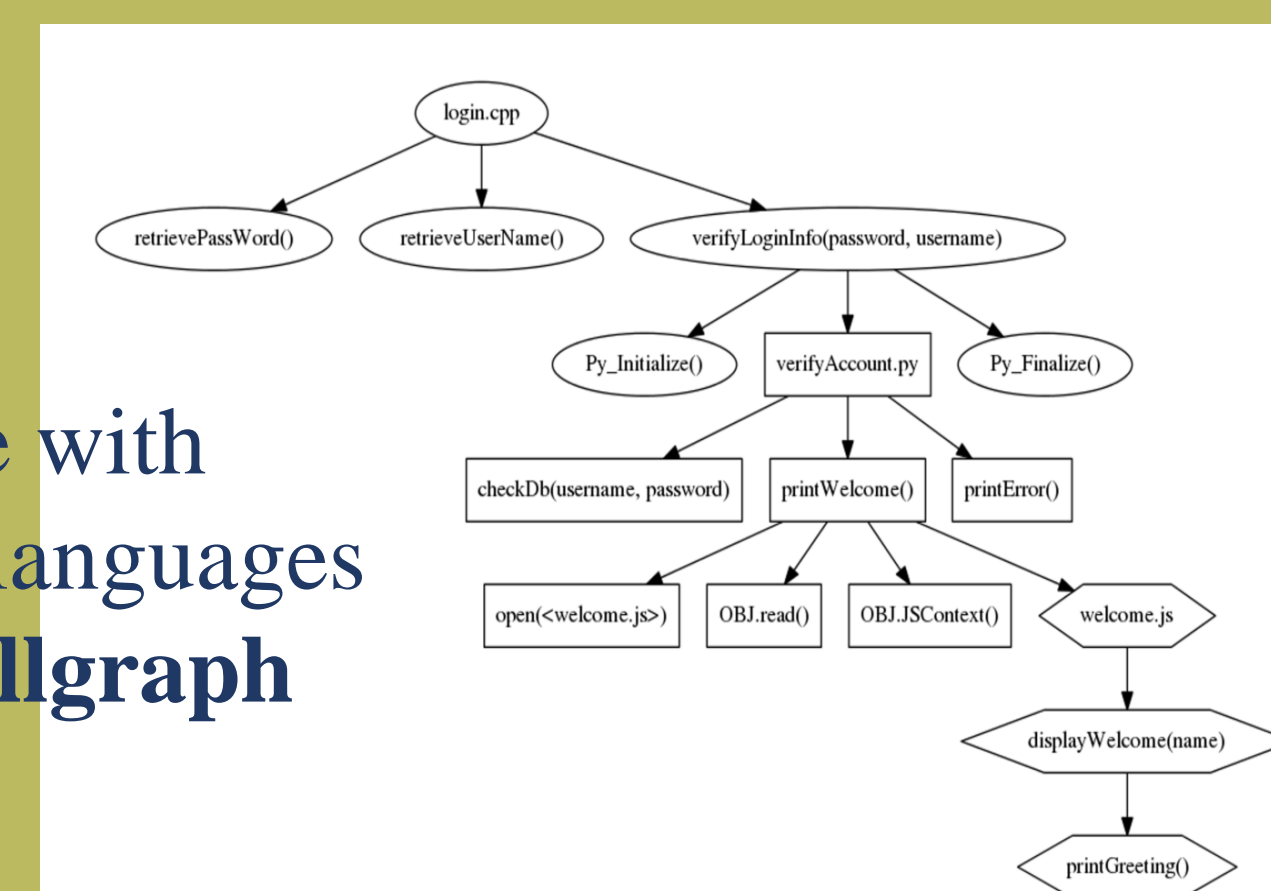 login.cpp
retrievePassWord()
retrieveUserName()
verifyLoginInfo(password, username)
Py_Initialize()
verifyAccount.py
Py_Finalize()
with
checkDb(username, password)
printWelcome()
printError()
anguages
open(<welcome.js>)
OBJ.read()
OBJ.JSContext()
welcome.js
llgraph
displayWelcome(name)
printGreeting()